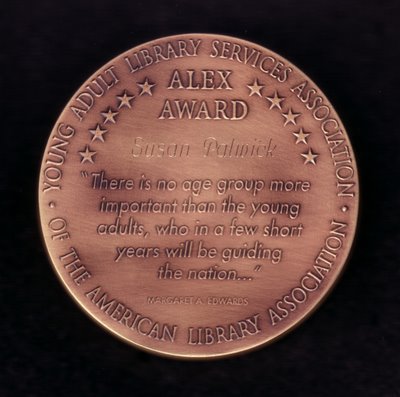 · YOUNG ADULT LIBRARY SERVICES ASSOCIATION ·
ALEX
AWARD
Susan Palwick
"There is no age group more
important than the young
adults, who in a few short
years will be guiding
the nation...."
MARGARET A. EDWARDS
OF THE AMERICAN LIBRARY ASSOCIATION